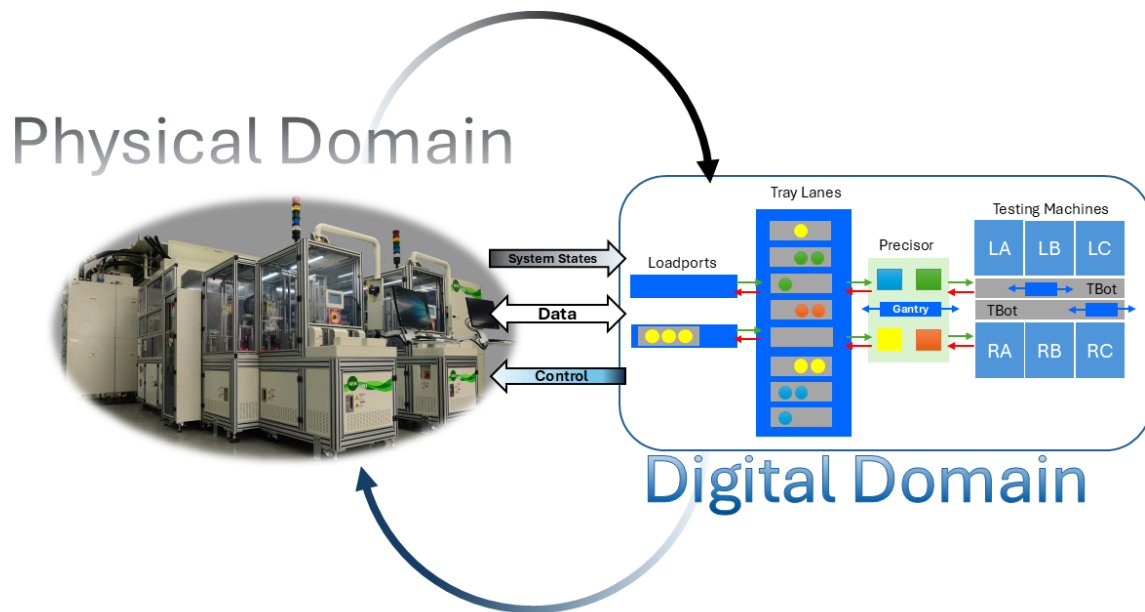 Physical Domain
System States
Data
Control
Loadports
Tray Lanes
Precisor
Gantry
Testing Machines
LA
LB
LC
TBot
TBot
RA
RB
RC
Digital Domain